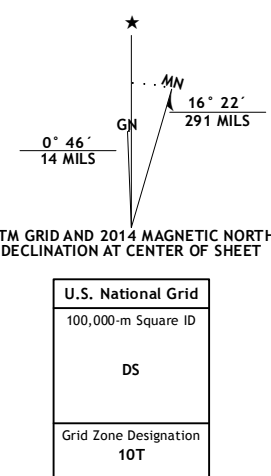 ★
MN
GN
16° 22´
291 MILS
0° 46´
14 MILS
TM GRID AND 2014 MAGNETIC NORTH
DECLINATION AT CENTER OF SHEET
U.S. National Grid
100,000-m Square ID
DS
Grid Zone Designation
10T